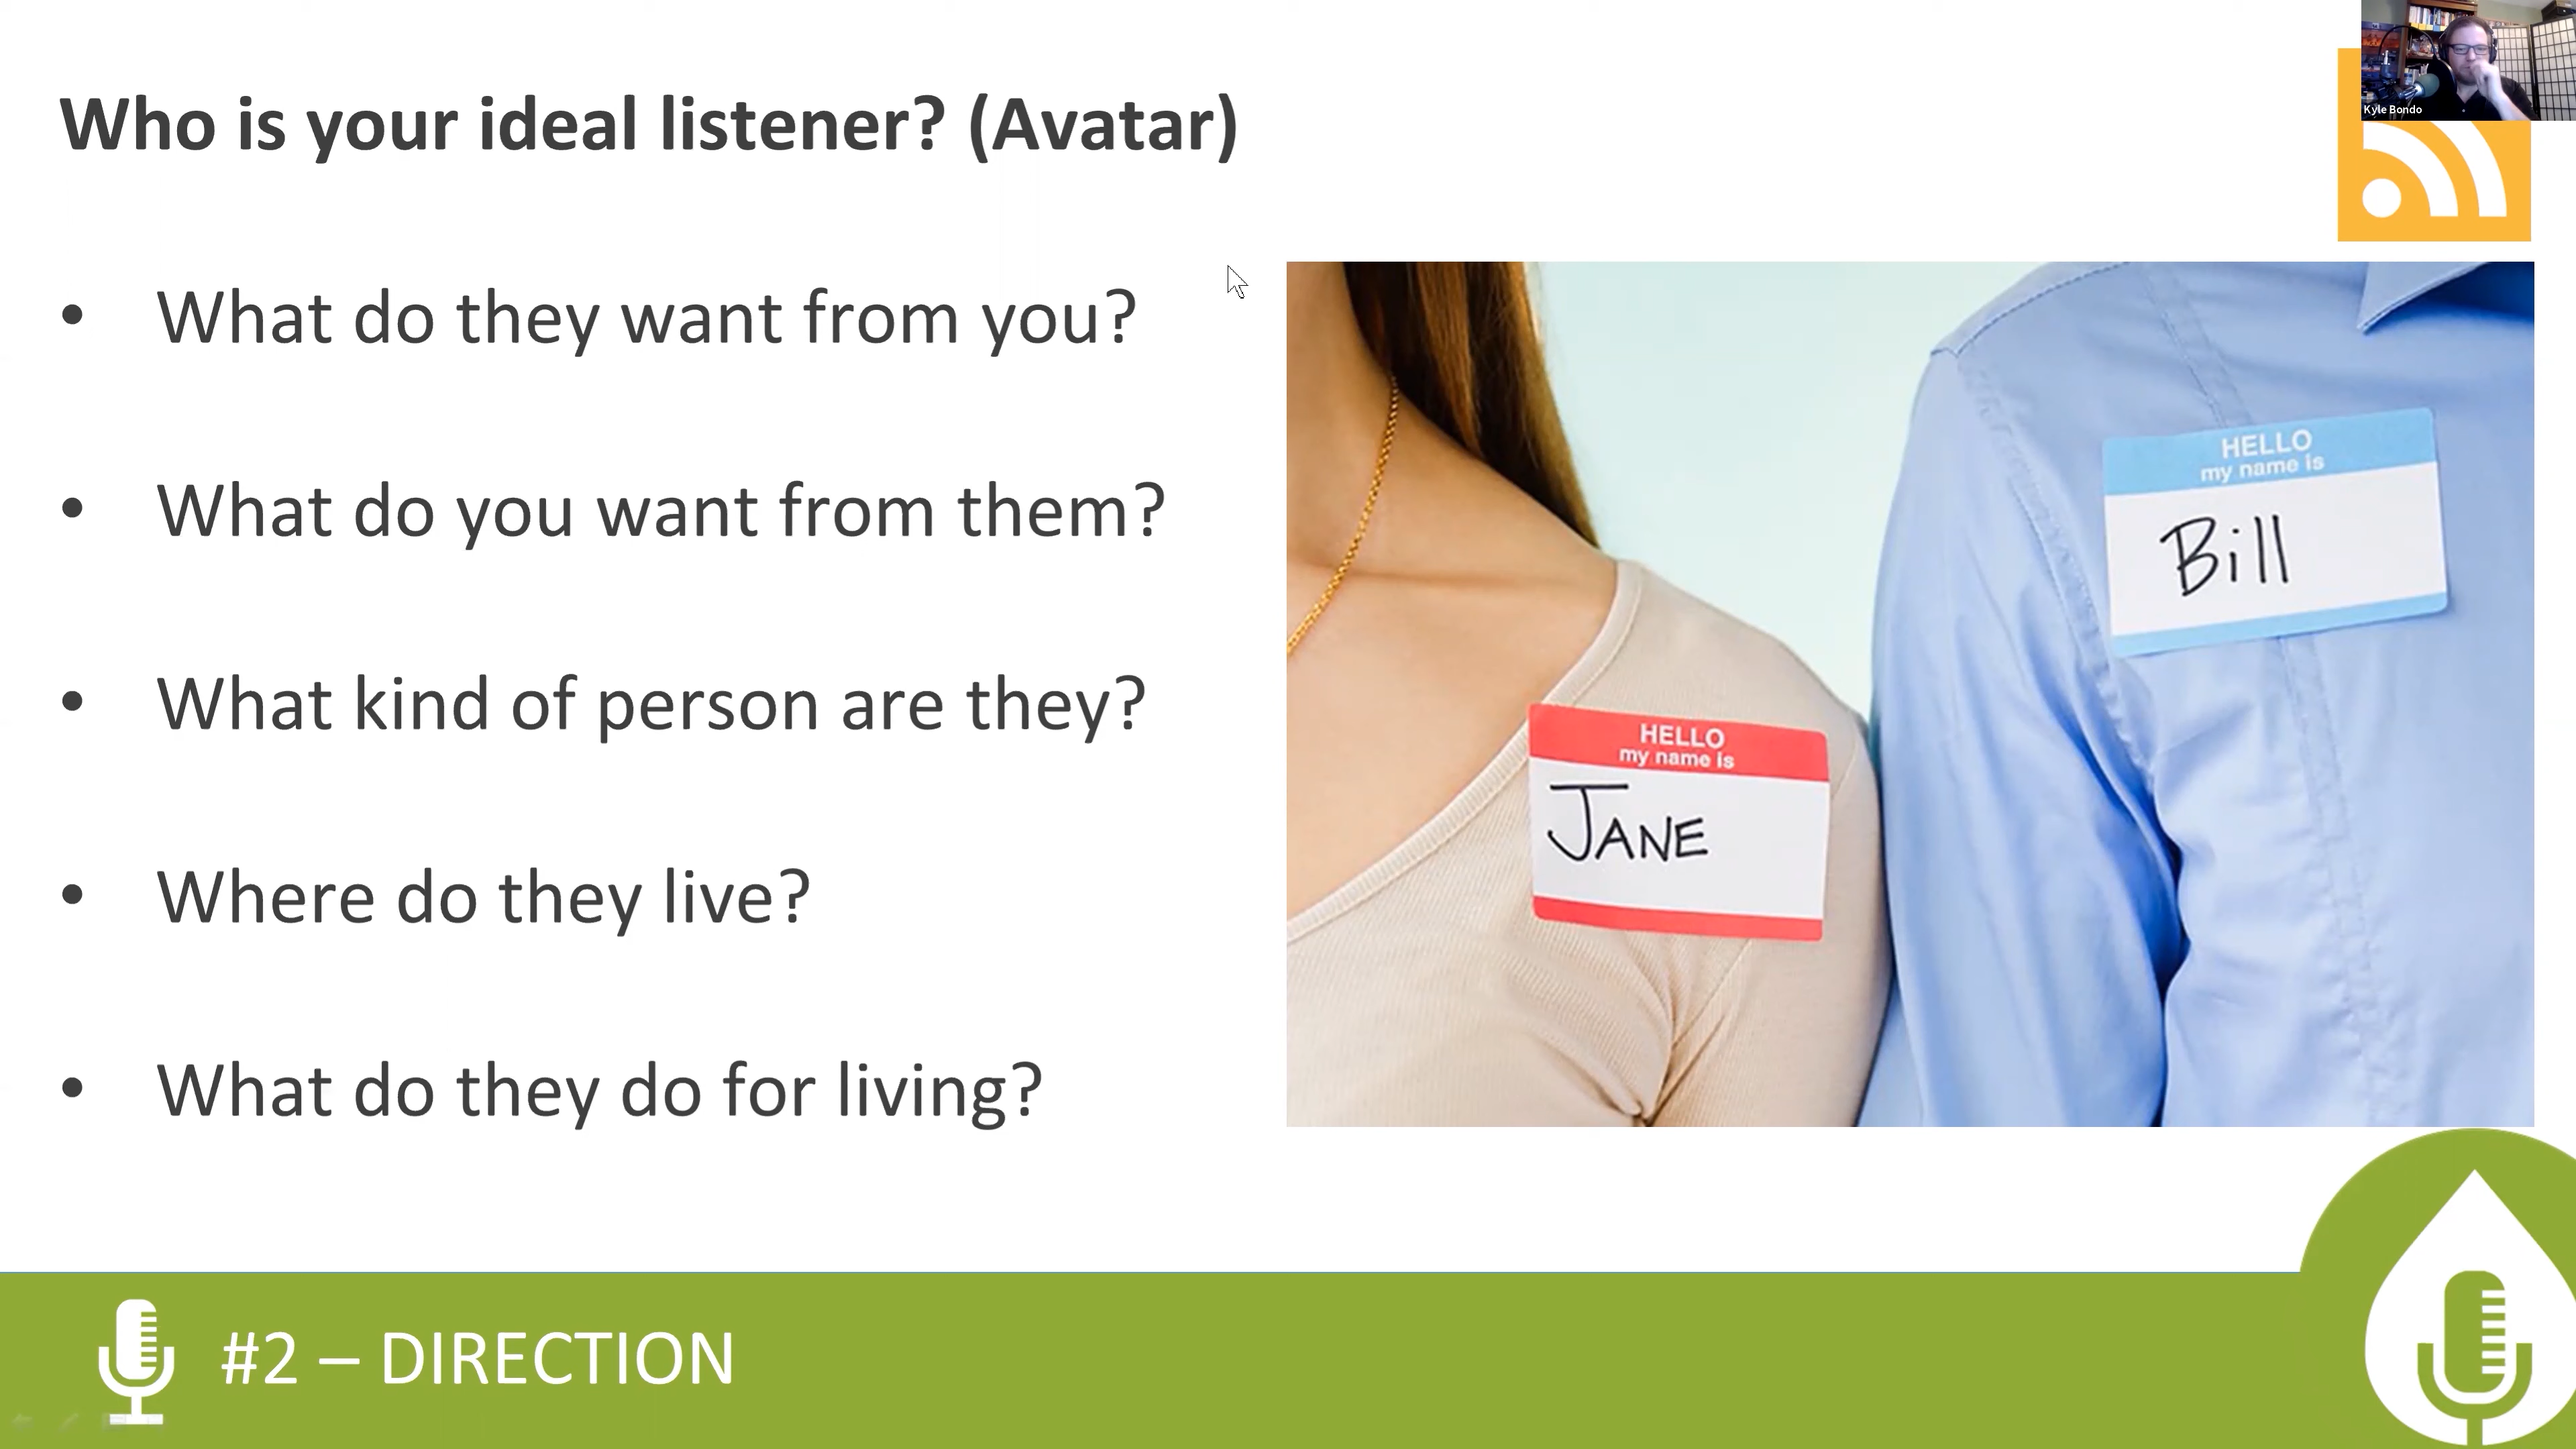 Who is your ideal listener? (Avatar)
Kyle Bondo
• What do they want from you?
• What do you want from them?
• What kind of person are they?
• Where do they live?
• What do they do for living?
HELLO
my name is
Bill
HELLO
my name is
JANE
#2 – DIRECTION